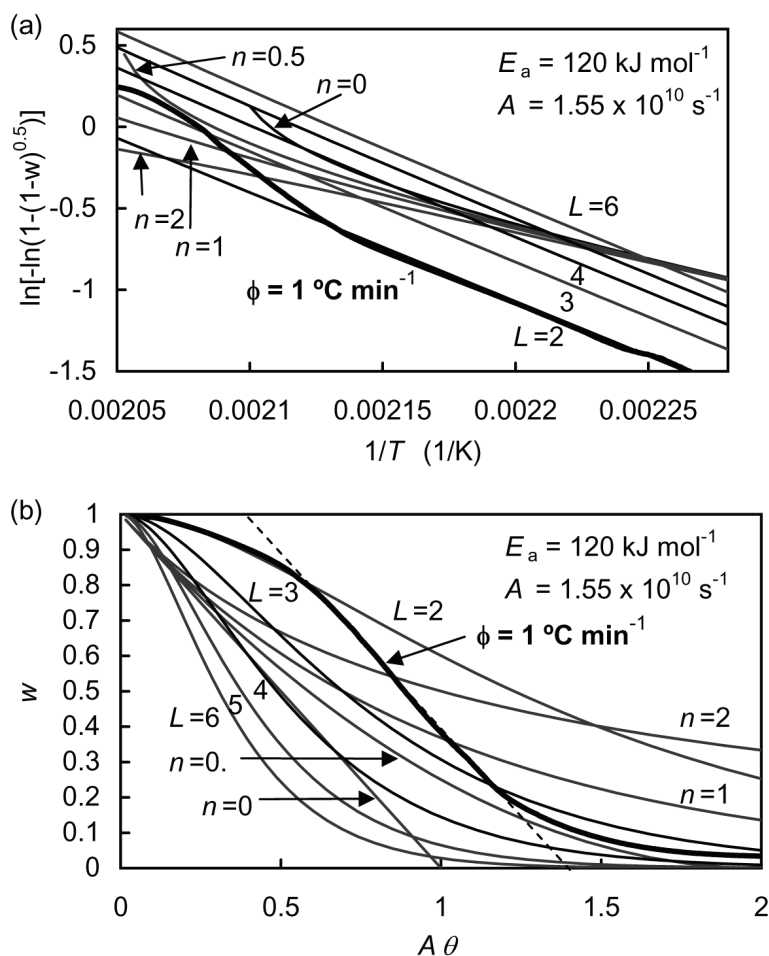 (a)
0.5
0
-0.5
-1
-1.5
ln[-ln(1-(1-w)^0.5)]
n=0.5
n=0
E_a = 120 kJ mol^-1
A = 1.55 x 10^10 s^-1
n=2
n=1
L=6
4
3
L=2
ϕ = 1 ºC min^-1
0.00205 0.00021 0.00215 0.00022 0.00225
1/T (1/K)
(b)
1
0.9
0.8
0.7
0.6
0.5
0.4
0.3
0.2
0.1
0
w
E_a = 120 kJ mol^-1
A = 1.55 x 10^10 s^-1
L=3
L=2
ϕ = 1 ºC min^-1
L=6
5
4
n=2
n=0.
n=1
n=0
0 0.5 1 1.5 2
A θ